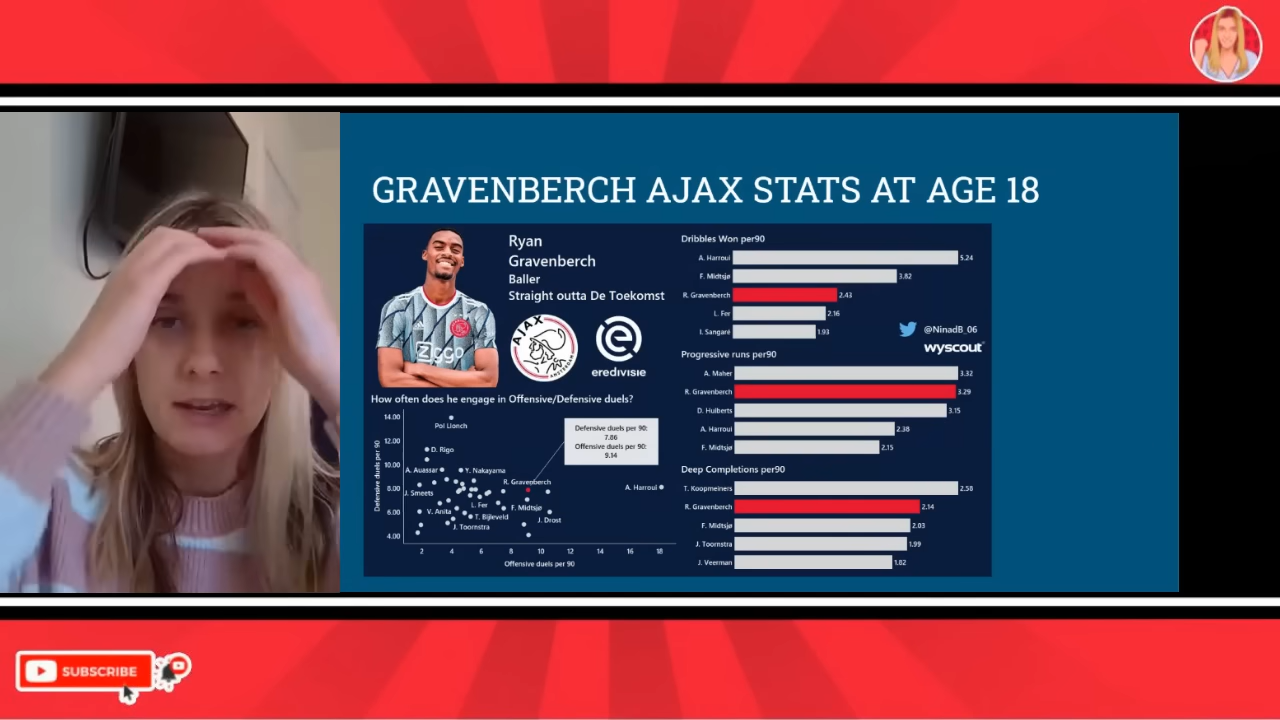 GRAVENBERCH AJAX STATS AT AGE 18
Ryan
Gravenberch
Baller
Straight outta De Toekomst
Ziggo
AJAX
eredivisie
How often does he engage in Offensive/Defensive duels?
Defensive duels per 90
14.00
12.00
10.00
8.00
6.00
4.00
Pol Llonch
D. Rigo
A. Auassar
Y. Nakayama
R. Gravenberch
A. Harroui
J. Smeets
L. Fer
F. Midtsjø
V. Anita
T. Bijleveld
J. Drost
J. Toornstra
Defensive duels per 90:
7.86
Offensive duels per 90:
9.14
2 4 6 8 10 12 14 16 18
Offensive duels per 90
Dribbles Won per90
A. Harroui 5.24
F. Midtsjø 3.82
R. Gravenberch 2.43
L. Fer 2.16
I. Sangaré 1.93
@NinadB_06
wyscout
Progressive runs per90
A. Maher 3.32
R. Gravenberch 3.29
D. Huiberts 3.15
A. Harroui 2.38
F. Midtsjø 2.15
Deep Completions per90
T. Koopmeiners 2.58
R. Gravenberch 2.14
F. Midtsjø 2.03
J. Toornstra 1.99
J. Veerman 1.82
SUBSCRIBE